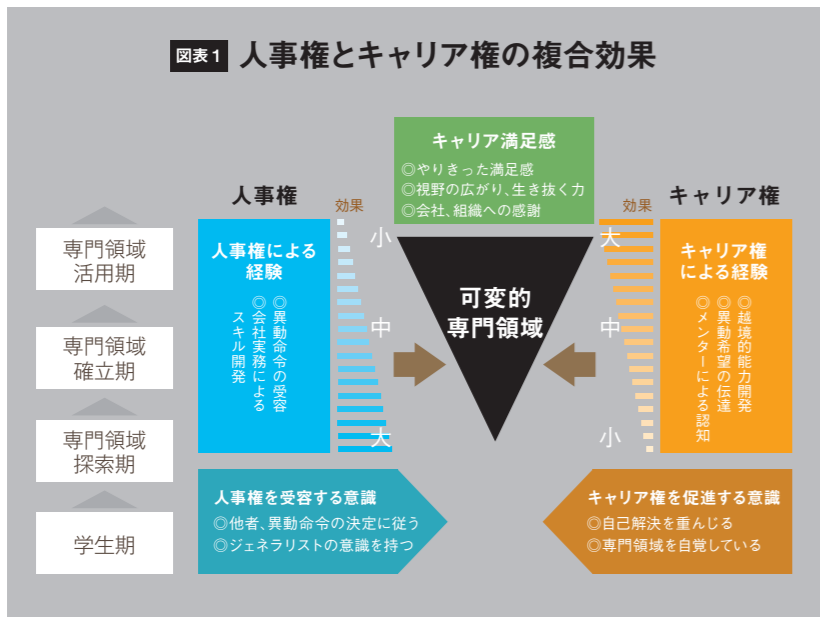 図表1 人事権とキャリア権の複合効果
キャリア満足感
◎やりきった満足感
◎視野の広がり、生き抜く力
◎会社、組織への感謝
専門領域
活用期
専門領域
確立期
専門領域
探索期
学生期
人事権
効果
小
中
大
人事権による
経験
◎異動命令の受容
◎会社実務による
スキル開発
可変的
専門領域
キャリア権
効果
大
中
小
キャリア権
による経験
◎越境的能力開発
◎異動希望の伝達
◎メンターによる認知
人事権を受容する意識
◎他者、異動命令の決定に従う
◎ジェネラリストの意識を持つ
キャリア権を促進する意識
◎自己解決を重んじる
◎専門領域を自覚している